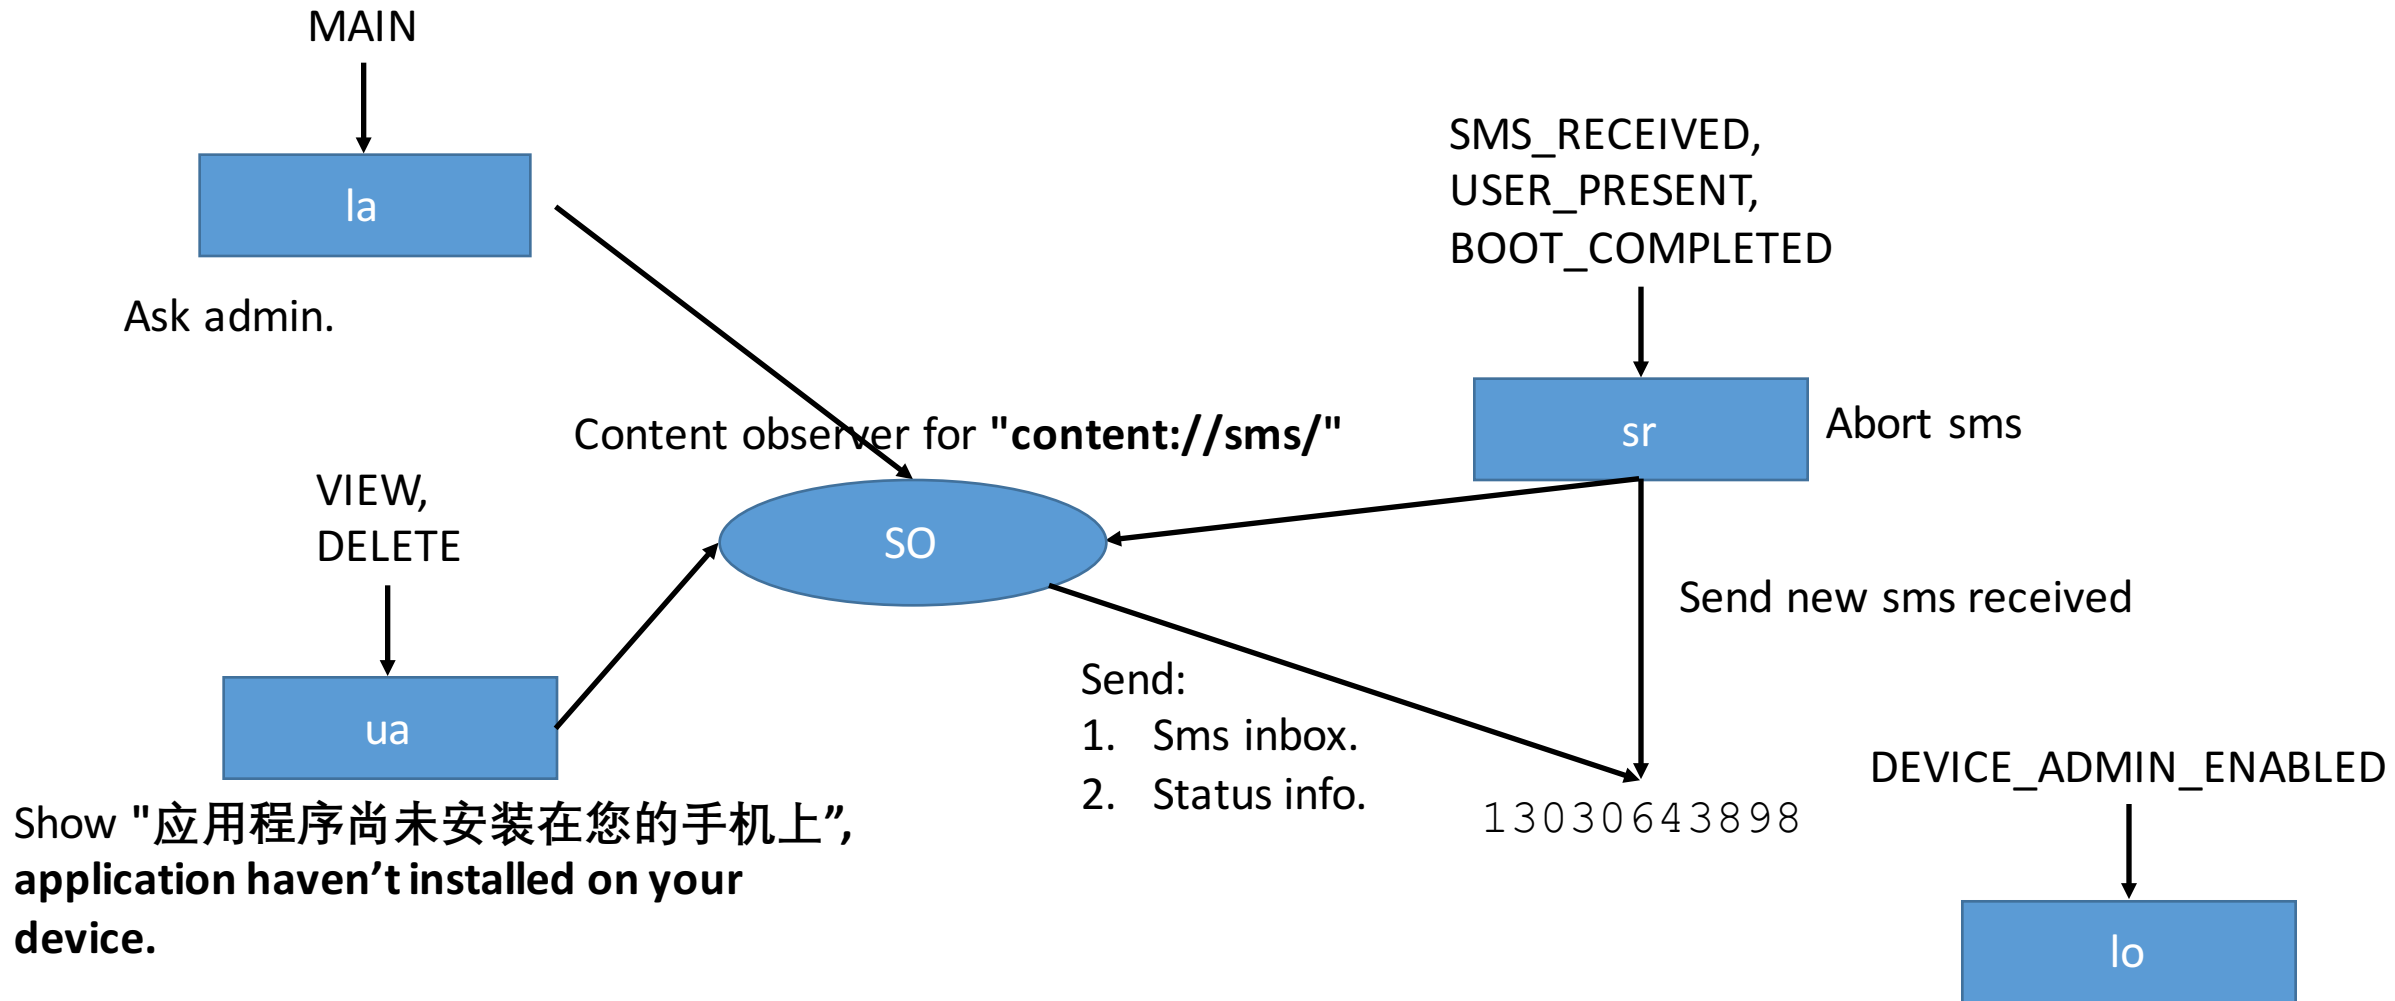 MAIN
la
Ask admin.
SMS_RECEIVED,
USER_PRESENT,
BOOT_COMPLETED
sr
Abort sms
Content observer for "content://sms/"
SO
VIEW,
DELETE
ua
Show "应用程序尚未安装在您的手机上”,
application haven’t installed on your
device.
Send:
1. Sms inbox.
2. Status info.
Send new sms received
13030643898
DEVICE_ADMIN_ENABLED
lo